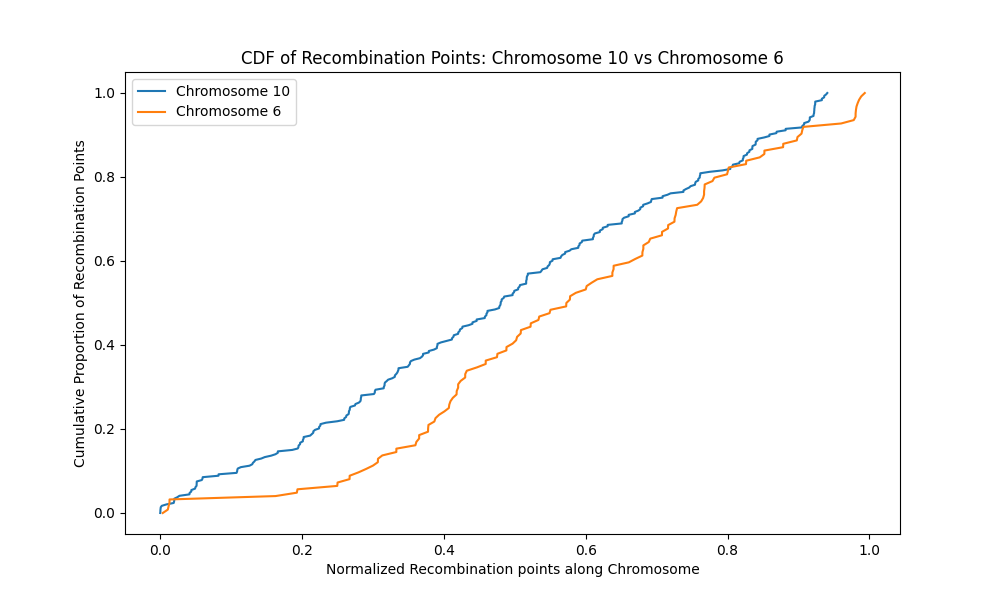 CDF of Recombination Points: Chromosome 10 vs Chromosome 6
Chromosome 10
Chromosome 6
1.0
0.8
0.6
0.4
0.2
0.0
Cumulative Proportion of Recombination Points
0.0 0.2 0.4 0.6 0.8 1.0
Normalized Recombination points along Chromosome